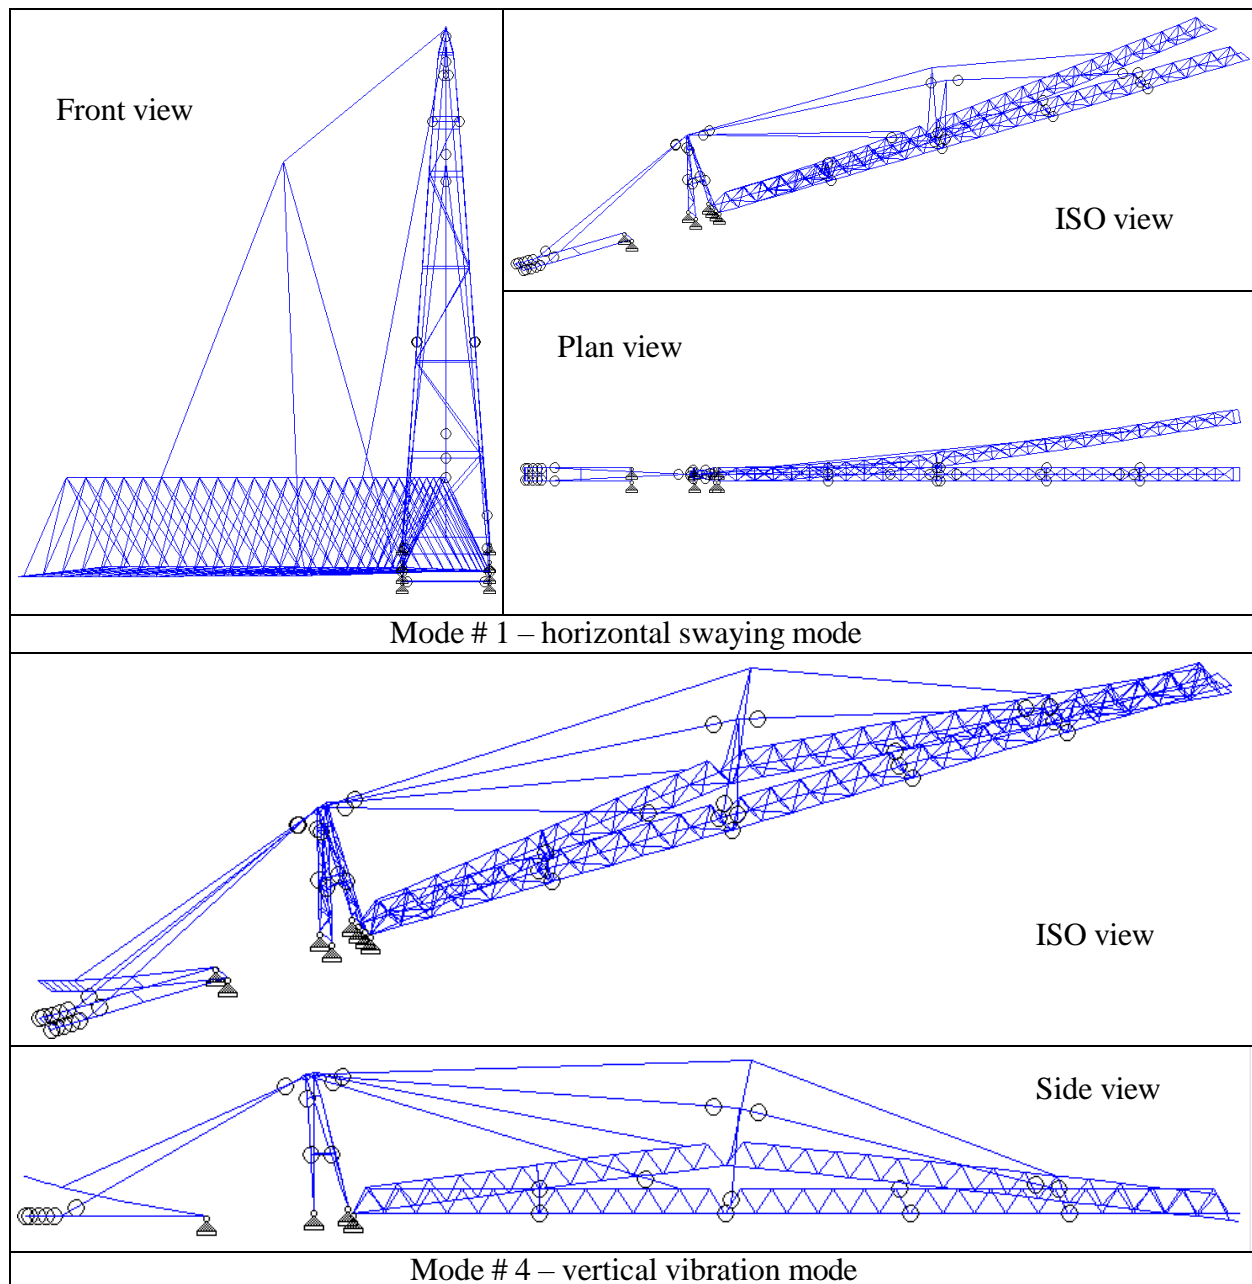 Front view
ISO view
Plan view
Mode # 1 – horizontal swaying mode
ISO view
Side view
Mode # 4 – vertical vibration mode